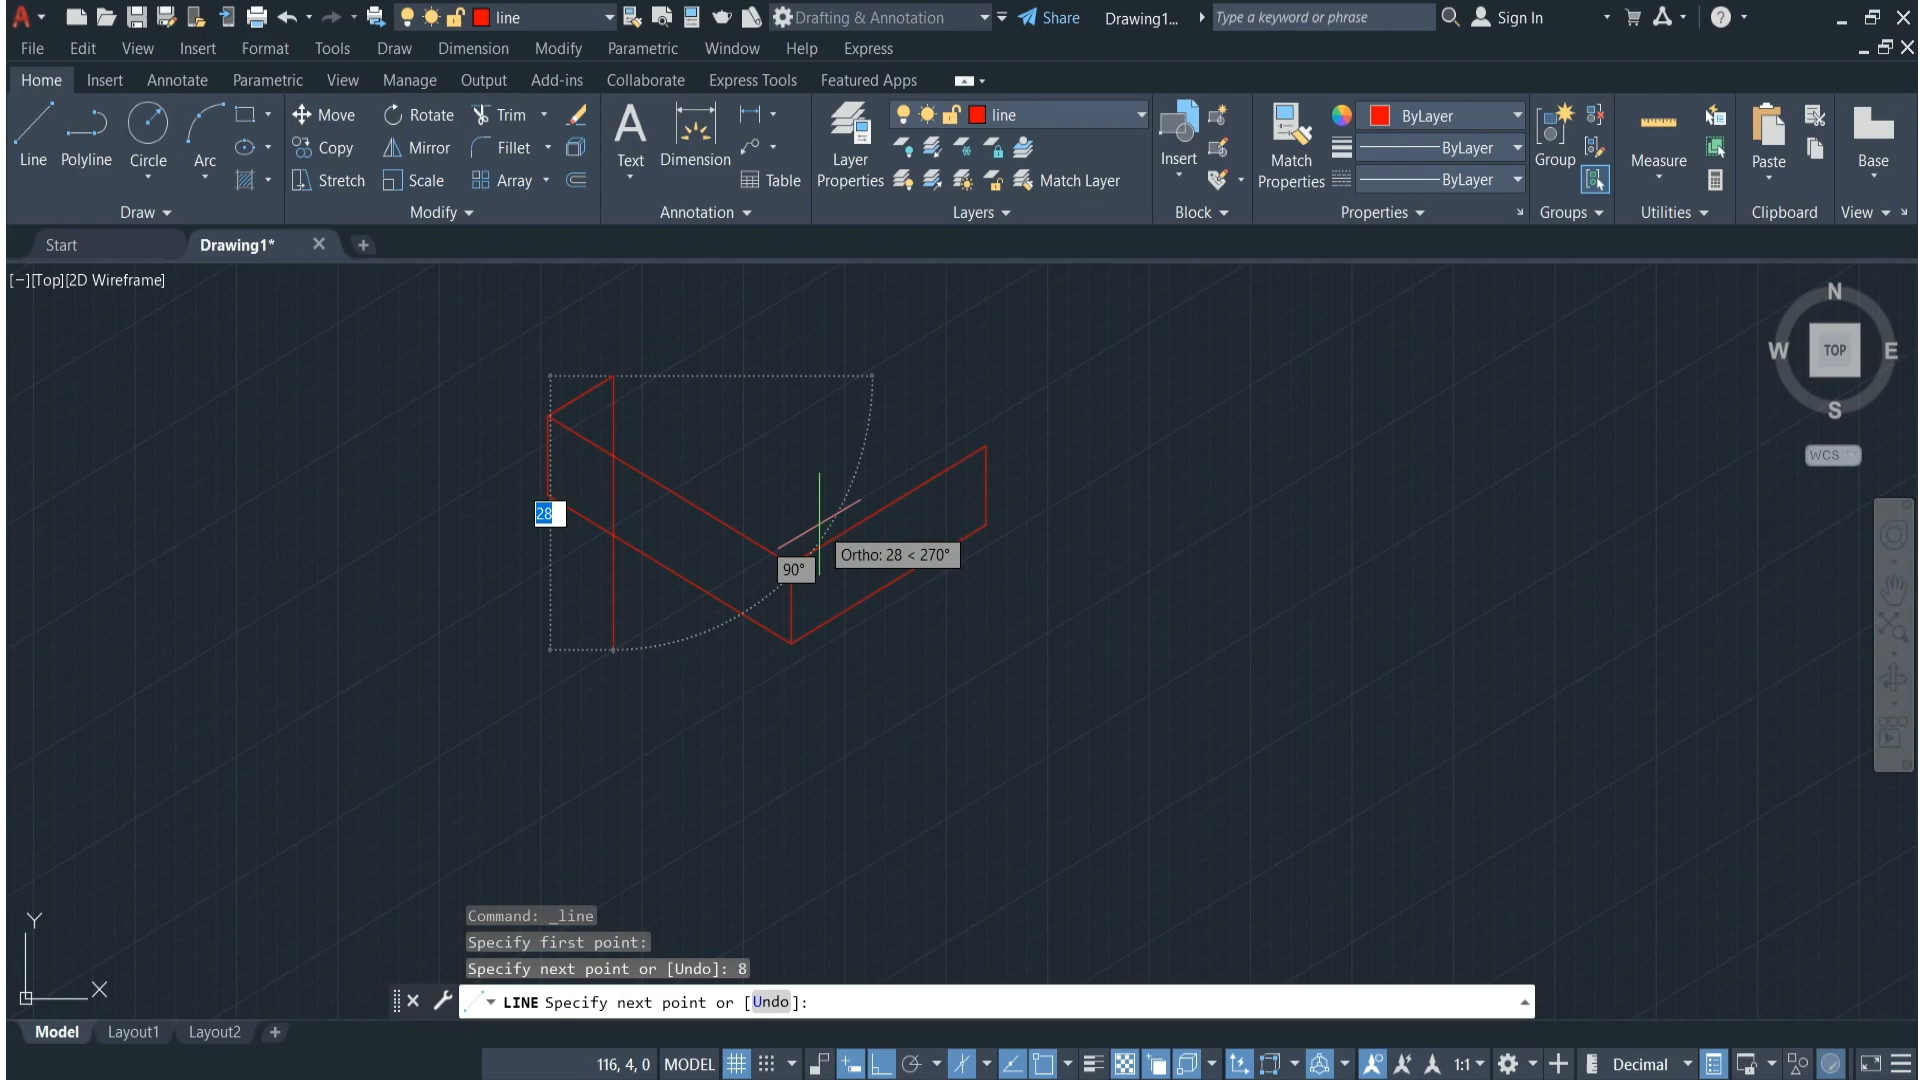 line
Drafting & Annotation
Share
Drawing1...
Type a keyword or phrase
Sign In
File Edit View Insert Format Tools Draw Dimension Modify Parametric Window Help Express
Home Insert Annotate Parametric View Manage Output Add-ins Collaborate Express Tools Featured Apps
Line Polyline Circle Arc
Move Rotate Trim
Copy Mirror Fillet
Stretch Scale Array
Text Dimension Table
Layer Properties
line
Match Layer
Insert
Match Properties
ByLayer
ByLayer
ByLayer
Group
Measure
Paste
Base
Draw Modify Annotation Layers Block Properties Groups Utilities Clipboard View
Start Drawing1*
[−][Top][2D Wireframe]
N
W TOP E
S
WCS
28
Ortho: 28 < 270°
90°
Y
X
Command: _line
Specify first point:
Specify next point or [Undo]: 8
LINE Specify next point or [Undo]:
Model Layout1 Layout2
116, 4, 0 MODEL 1:1 Decimal